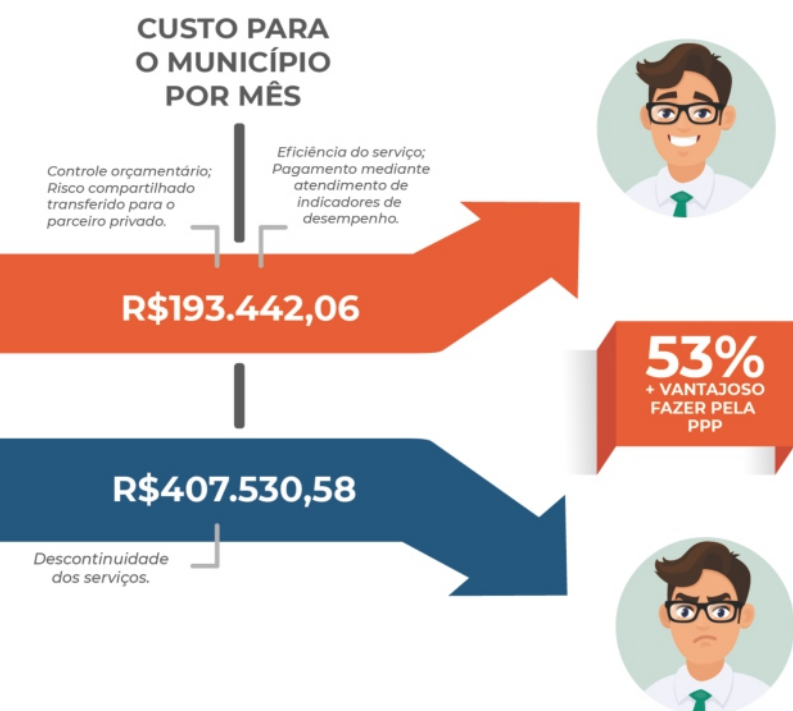 CUSTO PARA
O MUNICÍPIO
POR MÊS
Controle orçamentário;
Risco compartilhado
transferido para o
parceiro privado.
Eficiência do serviço;
Pagamento mediante
atendimento de
indicadores de
desempenho.
R$193.442,06
53%
+ VANTAJOSO
FAZER PELA
PPP
R$407.530,58
Descontinuidade
dos serviços.